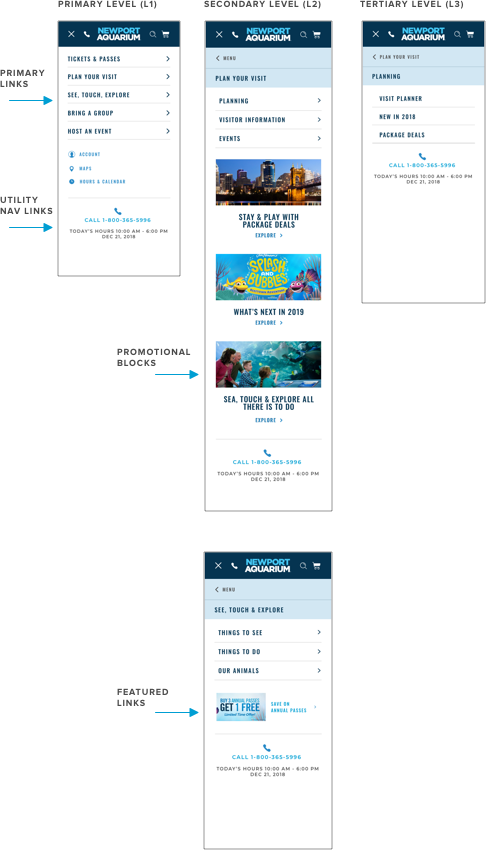 PRIMARY LEVEL (L1)
NEWPORT
AQUARIUM
TICKETS & PASSES
PLAN YOUR VISIT
SEE, TOUCH, EXPLORE
BRING A GROUP
HOST AN EVENT
ACCOUNT
MAPS
HOURS & CALENDAR
CALL 1-800-365-5996
TODAY'S HOURS 10:00 AM - 6:00 PM
DEC 21, 2018
PRIMARY
LINKS
UTILITY
NAV LINKS
SECONDARY LEVEL (L2)
NEWPORT
AQUARIUM
MENU
PLAN YOUR VISIT
PLANNING
VISITOR INFORMATION
EVENTS
STAY & PLAY WITH
PACKAGE DEALS
EXPLORE
SPLASH
AND
BUBBLES
WHAT'S NEXT IN 2019
EXPLORE
SEA, TOUCH & EXPLORE ALL
THERE IS TO DO
EXPLORE
CALL 1-800-365-5996
TODAY'S HOURS 10:00 AM - 6:00 PM
DEC 21, 2018
PROMOTIONAL
BLOCKS
TERTIARY LEVEL (L3)
NEWPORT
AQUARIUM
PLAN YOUR VISIT
PLANNING
VISIT PLANNER
NEW IN 2018
PACKAGE DEALS
CALL 1-800-365-5996
TODAY'S HOURS 10:00 AM - 6:00 PM
DEC 21, 2018
NEWPORT
AQUARIUM
MENU
SEE, TOUCH & EXPLORE
THINGS TO SEE
THINGS TO DO
OUR ANIMALS
BUY 3 ANNUAL PASSES
GET 1 FREE
Limited Time Offer
SAVE ON
ANNUAL PASSES
CALL 1-800-365-5996
TODAY'S HOURS 10:00 AM - 6:00 PM
DEC 21, 2018
FEATURED
LINKS